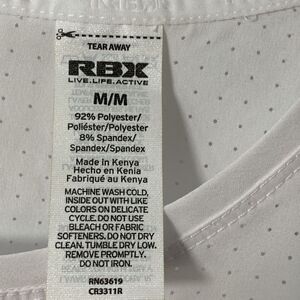 TEAR AWAY
RBX
LIVE.LIFE.ACTIVE
M/M
92% Polyester/
Poliéster/Polyester
8% Spandex/
Spandex/Spandex
Made in Kenya
Hecho en Kenia
Fabriqué au Kenya
MACHINE WASH COLD,
INSIDE OUT WITH LIKE
COLORS ON DELICATE
CYCLE. DO NOT USE
BLEACH OR FABRIC
SOFTENERS. DO NOT DRY
CLEAN. TUMBLE DRY LOW.
REMOVE PROMPTLY.
DO NOT IRON.
RN63619
CR3311R